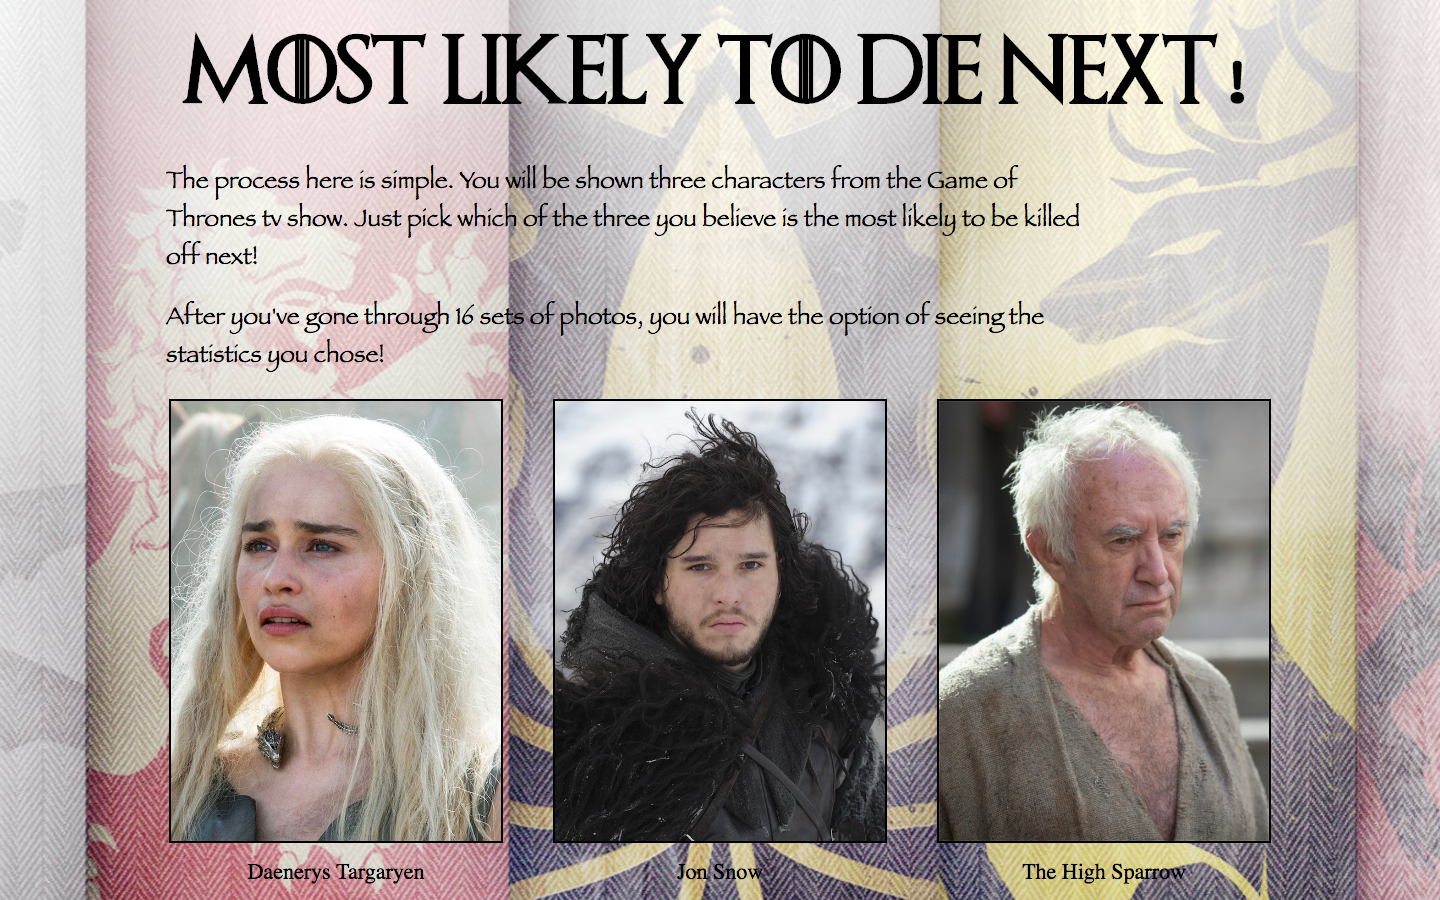 MOST LIKELY TO DIE NEXT!
The process here is simple. You will be shown three characters from the Game of
Thrones tv show. Just pick which of the three you believe is the most likely to be killed
off next!
After you've gone through 16 sets of photos, you will have the option of seeing the
statistics you chose!
Daenerys Targaryen
Jon Snow
The High Sparrow